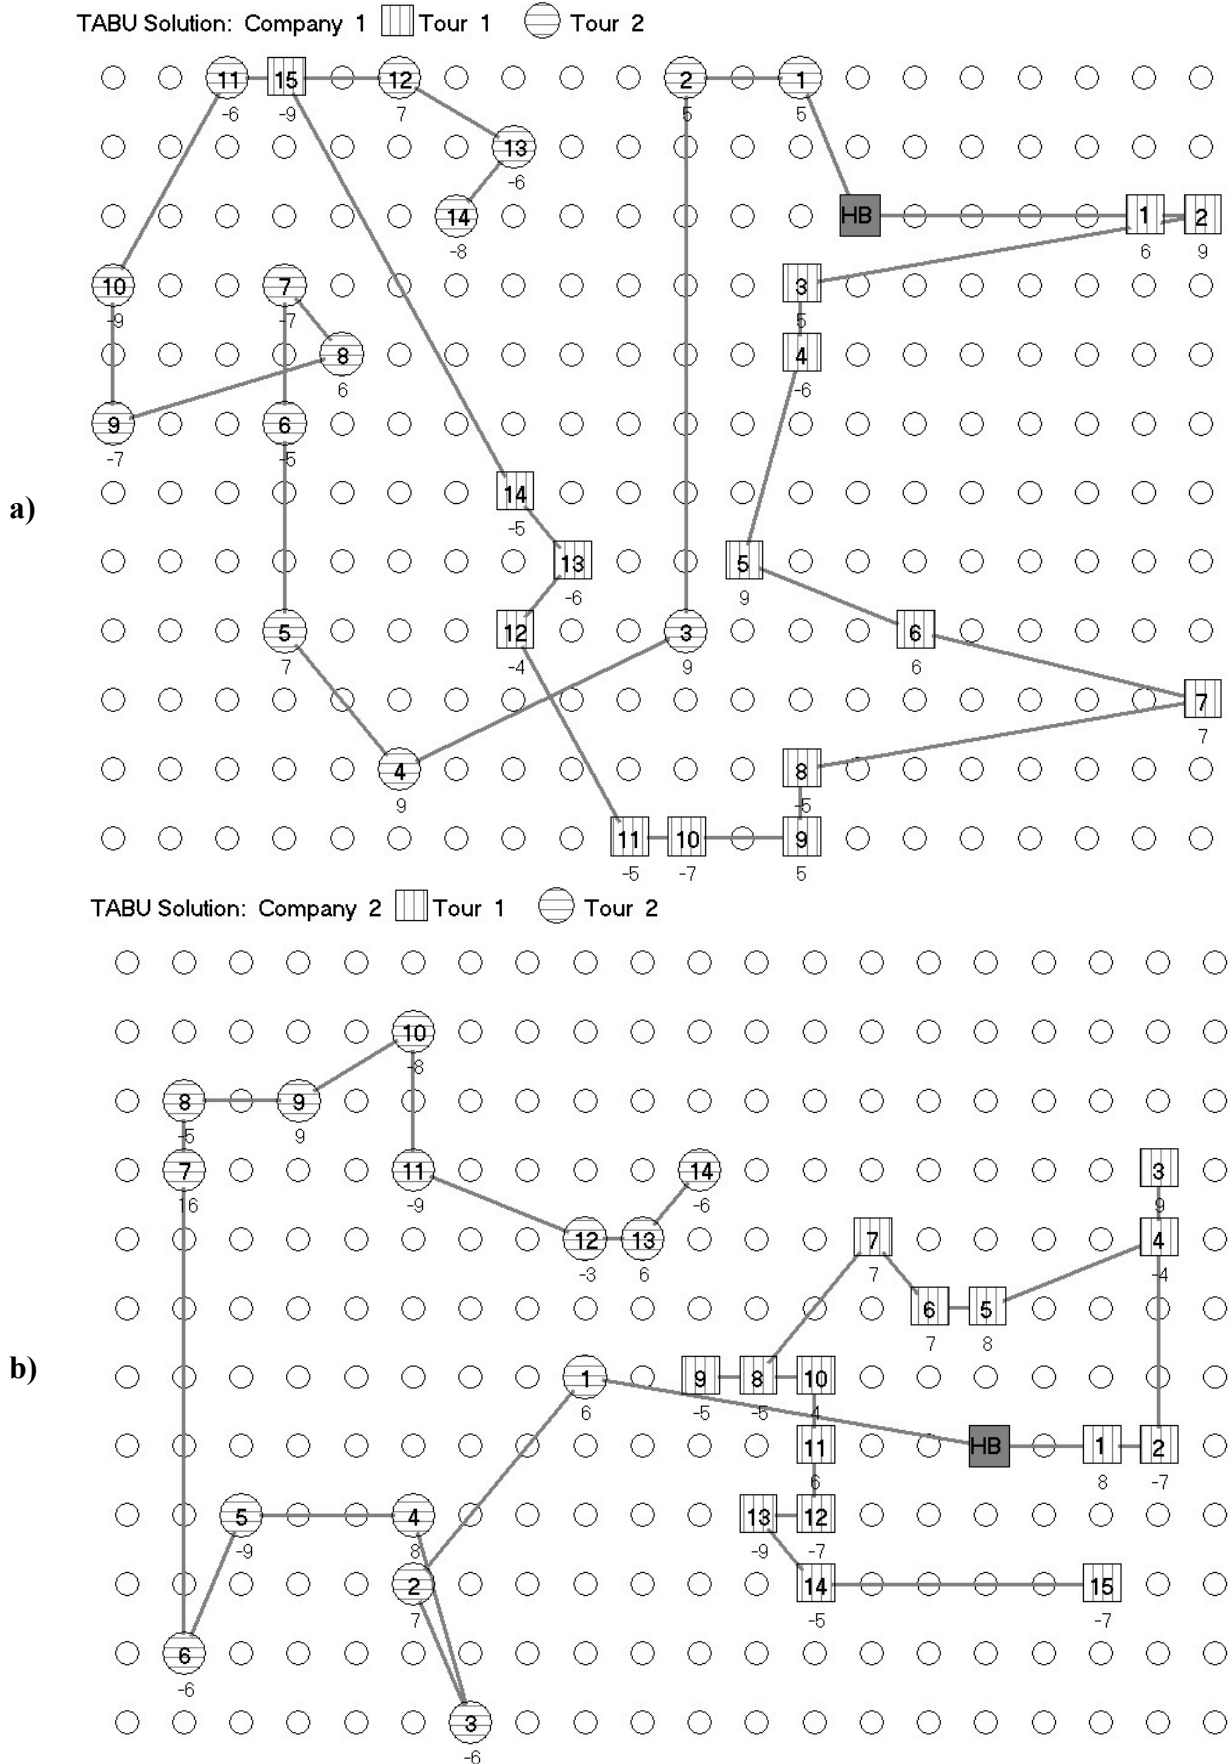 TABU Solution: Company 1 Tour 1 Tour 2
11 15 12 2 1
-6 -9 7 5 5
13
-6
14 HB 1 2
-8 6 9
10 7 3
-9 -7 5
8 4
6 -6
9 6
-7 -5
14
a)
-5
13 5
-6 9
5 12 3 6
7 -4 9 6
7
7
4 8
9 -5
11 10 9
-5 -7 5
TABU Solution: Company 2 Tour 1 Tour 2
10
-8
8 9
-5 9
7 11 14 3
16 -9 -6 9
12 13 7 4
-3 6 7 -4
6 5
7 8
b)
1 9 8 10
6 -5 -5 4
11 HB 1 2
6 8 -7
5 4 13 12
-9 8 -9 -7
2 14 15
7 -5 -7
6
-6
3
-6